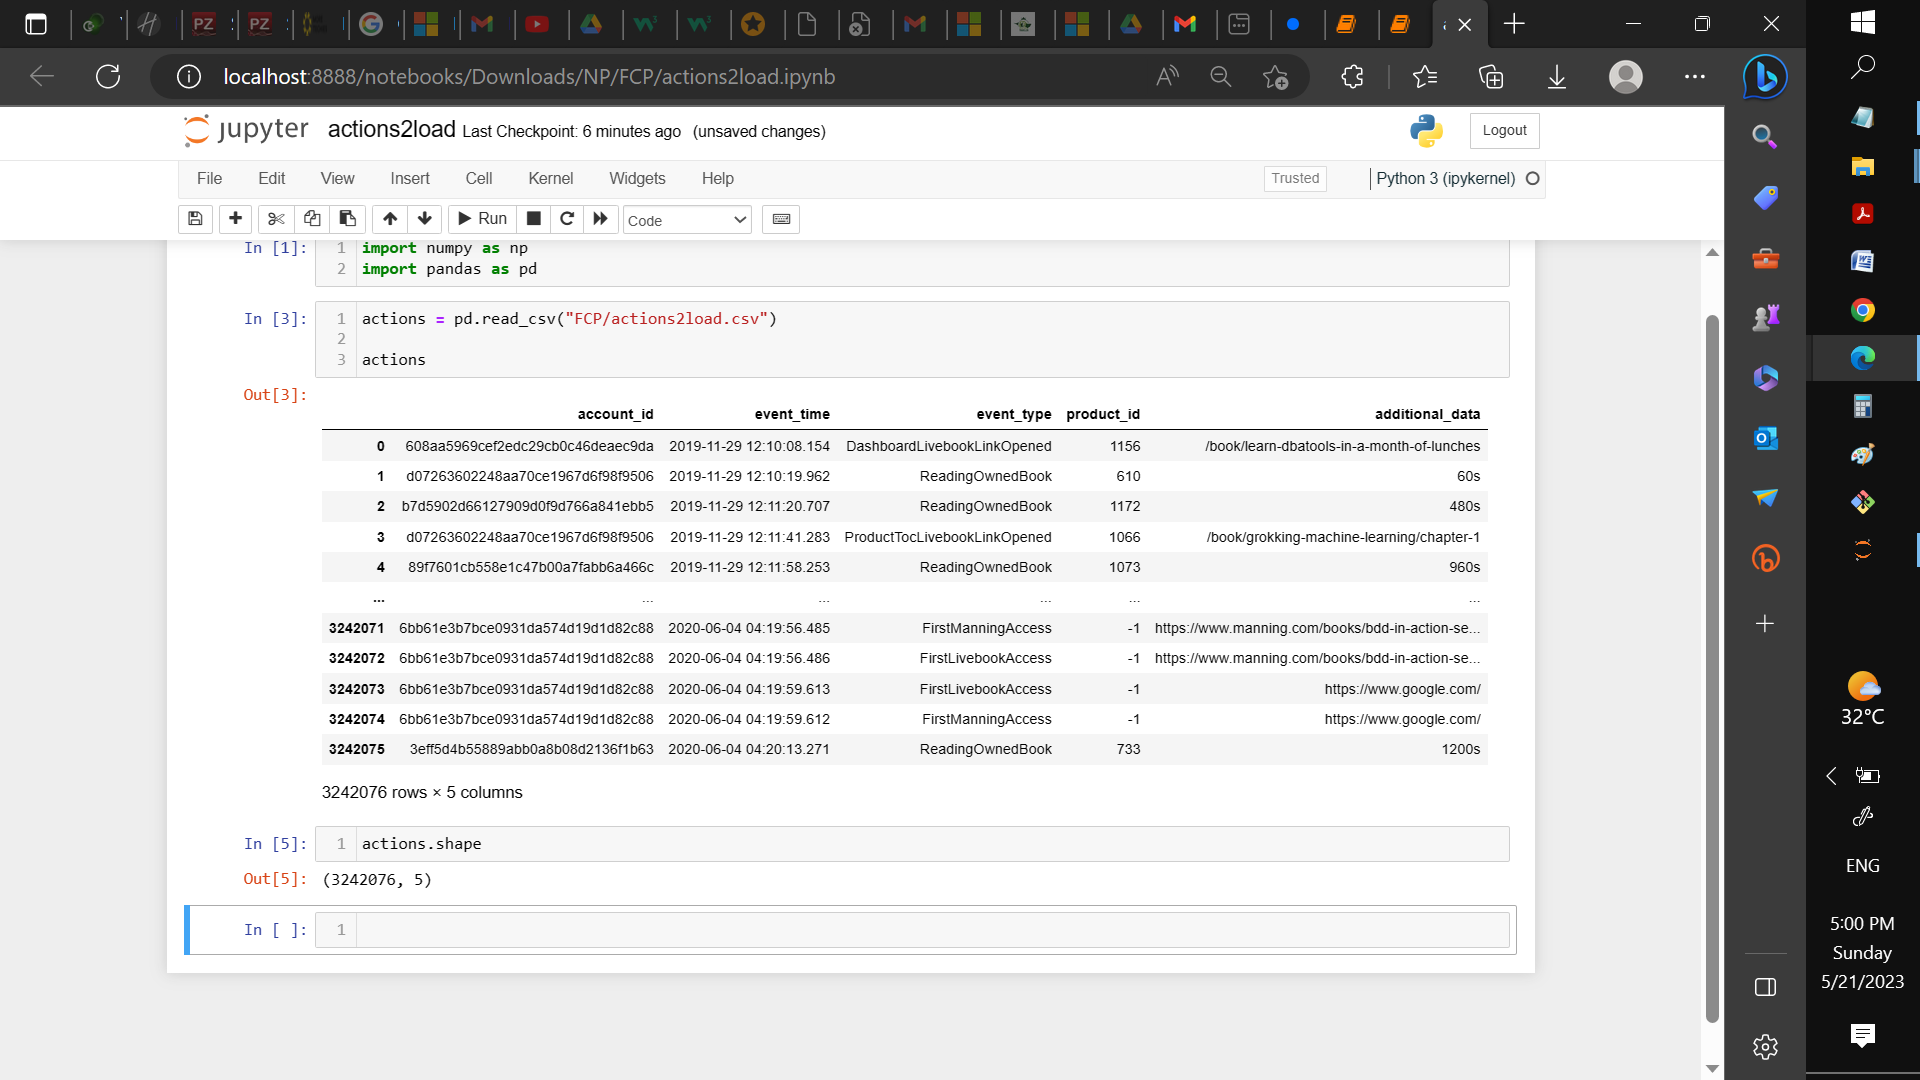 PZ PZ
localhost:8888/notebooks/Downloads/NP/FCP/actions2load.ipynb
jupyter actions2load Last Checkpoint: 6 minutes ago (unsaved changes) Logout
File Edit View Insert Cell Kernel Widgets Help Trusted Python 3 (ipykernel)
Run Code
In [1]: 1 import numpy as np
2 import pandas as pd
In [3]: 1 actions = pd.read_csv("FCP/actions2load.csv")
2
3 actions
Out[3]:
account_id event_time event_type product_id additional_data
0 608aa5969cef2edc29cb0c46deaec9da 2019-11-29 12:10:08.154 DashboardLivebookLinkOpened 1156 /book/learn-dbatools-in-a-month-of-lunches
1 d07263602248aa70ce1967d6f98f9506 2019-11-29 12:10:19.962 ReadingOwnedBook 610 60s
2 b7d5902d66127909d0f9d766a841ebb5 2019-11-29 12:11:20.707 ReadingOwnedBook 1172 480s
3 d07263602248aa70ce1967d6f98f9506 2019-11-29 12:11:41.283 ProductTocLivebookLinkOpened 1066 /book/grokking-machine-learning/chapter-1
4 89f7601cb558e1c47b00a7fabb6a466c 2019-11-29 12:11:58.253 ReadingOwnedBook 1073 960s
... ... ... ... ... ...
3242071 6bb61e3b7bce0931da574d19d1d82c88 2020-06-04 04:19:56.485 FirstManningAccess -1 https://www.manning.com/books/bdd-in-action-se...
3242072 6bb61e3b7bce0931da574d19d1d82c88 2020-06-04 04:19:56.486 FirstLivebookAccess -1 https://www.manning.com/books/bdd-in-action-se...
3242073 6bb61e3b7bce0931da574d19d1d82c88 2020-06-04 04:19:59.613 FirstLivebookAccess -1 https://www.google.com/
3242074 6bb61e3b7bce0931da574d19d1d82c88 2020-06-04 04:19:59.612 FirstManningAccess -1 https://www.google.com/
3242075 3eff5d4b55889abb0a8b08d2136f1b63 2020-06-04 04:20:13.271 ReadingOwnedBook 733 1200s
3242076 rows × 5 columns
In [5]: 1 actions.shape
Out[5]: (3242076, 5)
In [ ]: 1
32°C
ENG
5:00 PM
Sunday
5/21/2023